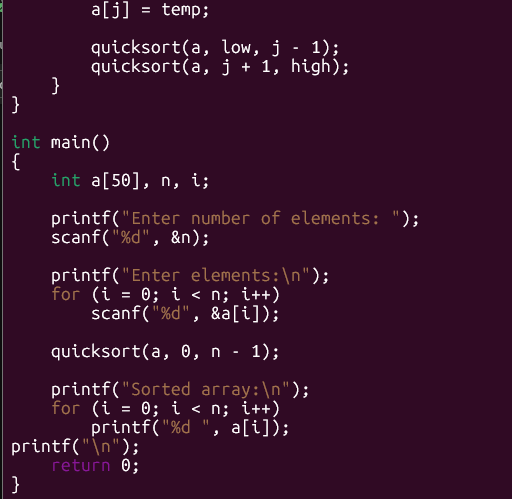 a[j] = temp;

        quicksort(a, low, j - 1);
        quicksort(a, j + 1, high);
    }
}

int main()
{
    int a[50], n, i;

    printf("Enter number of elements: ");
    scanf("%d", &n);

    printf("Enter elements:\n");
    for (i = 0; i < n; i++)
        scanf("%d", &a[i]);

    quicksort(a, 0, n - 1);

    printf("Sorted array:\n");
    for (i = 0; i < n; i++)
        printf("%d ", a[i]);
printf("\n");
    return 0;
}